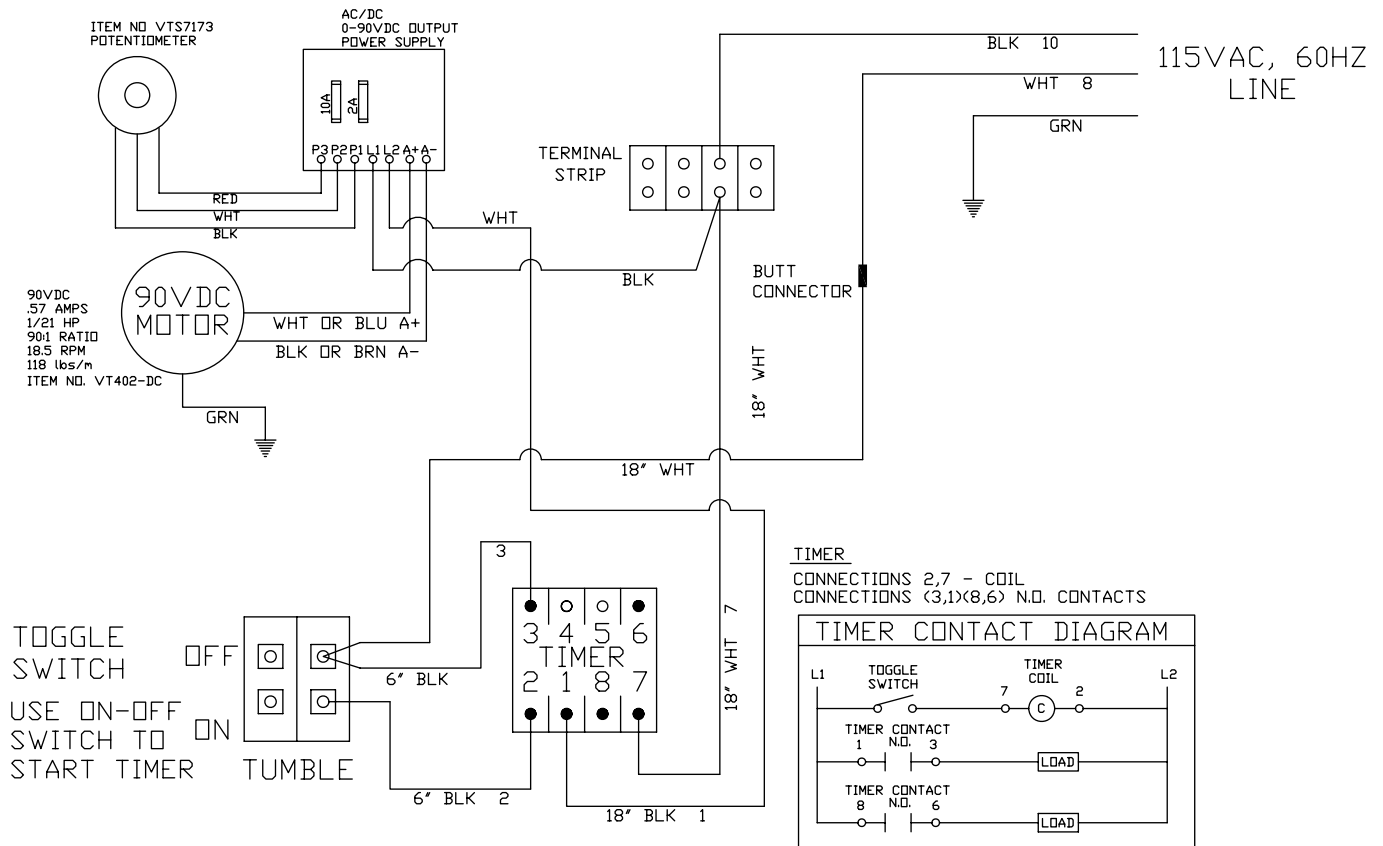 ITEM NO VTS7173
POTENTIOMETER
AC/DC
0-90VDC OUTPUT
POWER SUPPLY
10A
2A
P3 P2 P1 L1 L2 A+ A-
RED
WHT
BLK
WHT
BLK
TERMINAL
STRIP
BLK 10
WHT 8
GRN
115VAC, 60HZ
LINE
BUTT
CONNECTOR
90VDC
.57 AMPS
1/21 HP
90:1 RATIO
18.5 RPM
118 lbs/m
ITEM NO. VT402-DC
90VDC
MOTOR
WHT OR BLU A+
BLK OR BRN A-
GRN
18" WHT
18" WHT
3
TOGGLE
SWITCH
USE ON-OFF
SWITCH TO
START TIMER
OFF
ON
TUMBLE
6" BLK
6" BLK 2
3 4 5 6
TIMER
2 1 8 7
18" WHT 7
18" BLK 1
TIMER
CONNECTIONS 2,7 - COIL
CONNECTIONS (3,1)(8,6) N.O. CONTACTS
TIMER CONTACT DIAGRAM
L1
TOGGLE
SWITCH
TIMER
COIL
L2
7
C
2
TIMER CONTACT
N.O.
1
3
LOAD
TIMER CONTACT
N.O.
8
6
LOAD